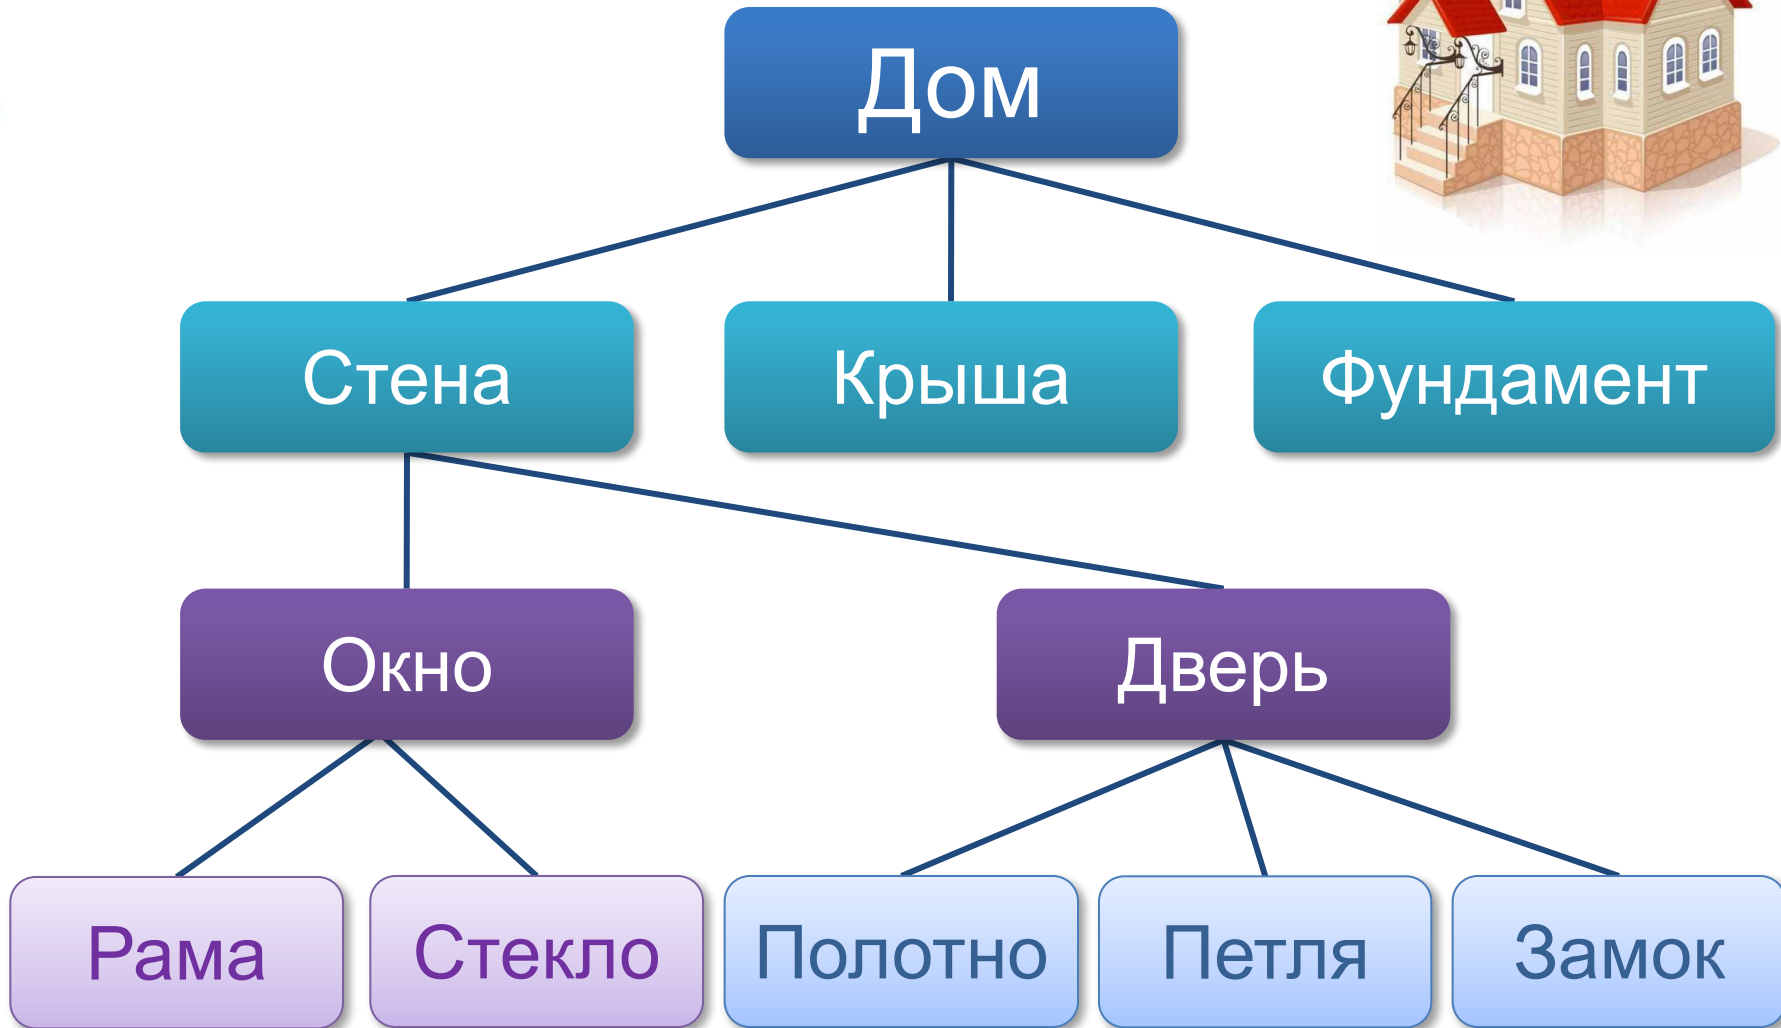 Дом
Стена
Крыша
Фундамент
Окно
Дверь
Рама
Стекло
Полотно
Петля
Замок